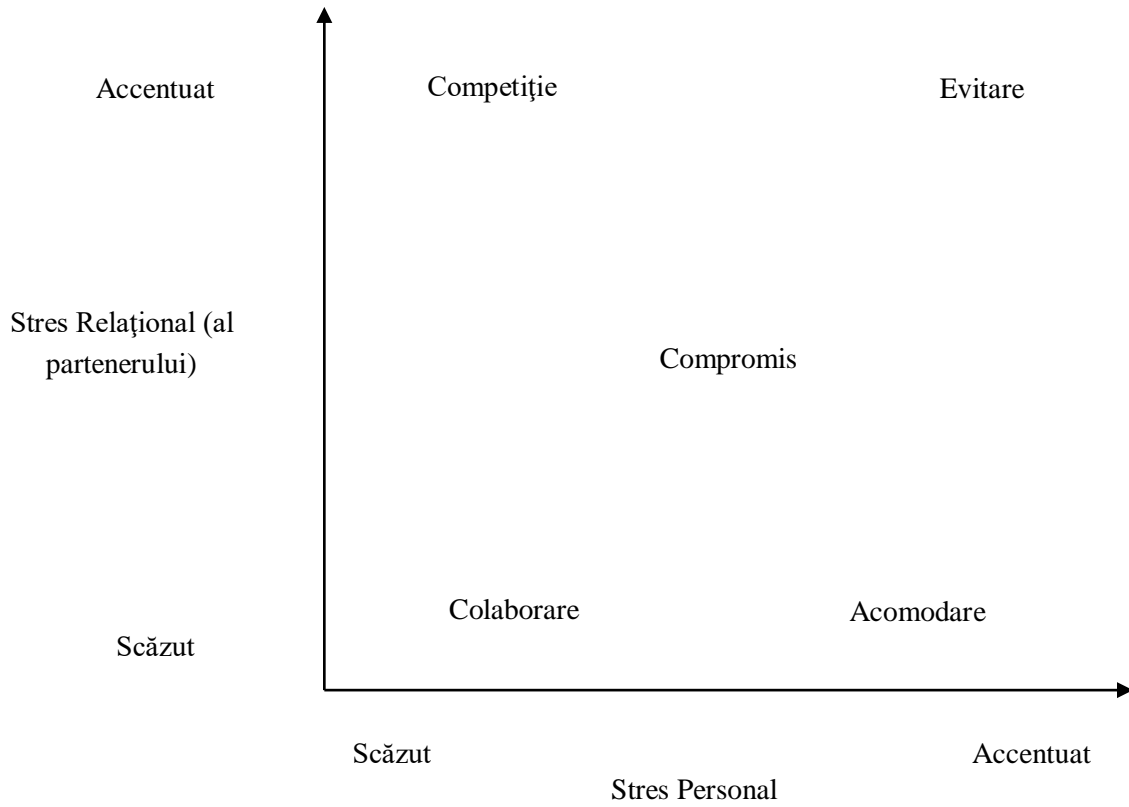 Accentuat
Competiţie
Evitare
Stres Relaţional (al
partenerului)
Compromis
Colaborare
Acomodare
Scăzut
Scăzut
Accentuat
Stres Personal